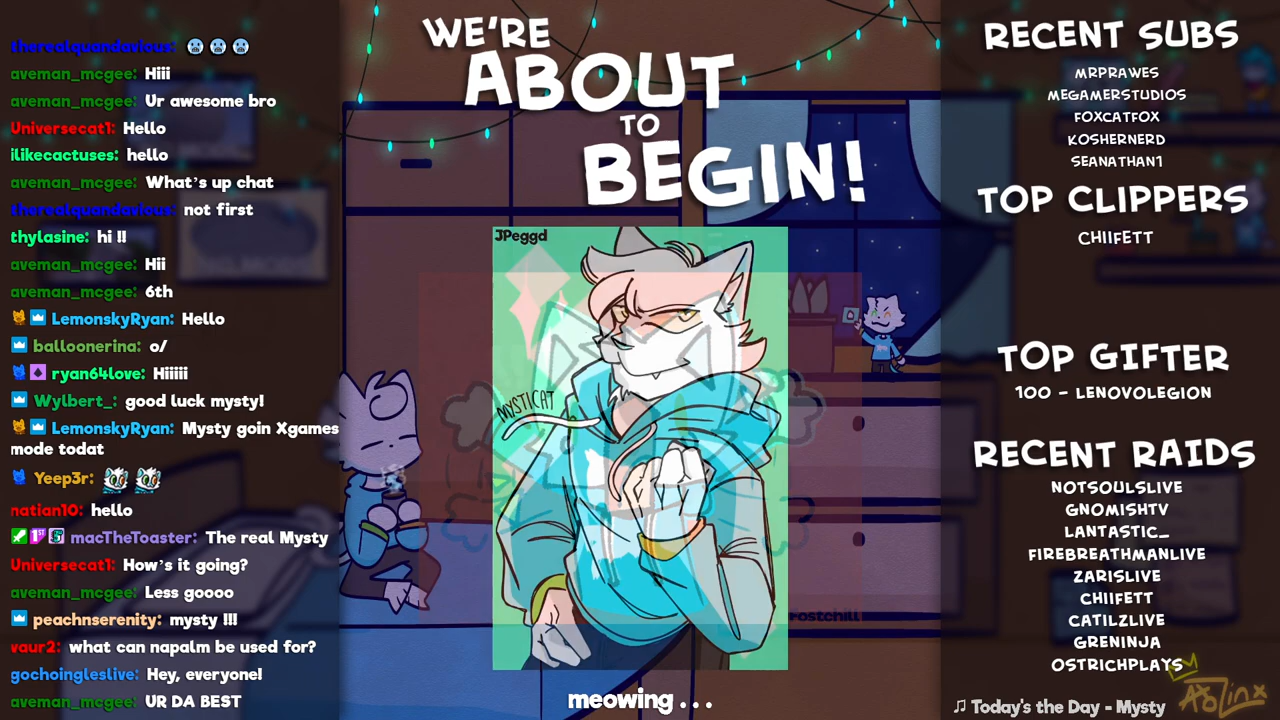 therealquandavious:
aveman_mcgee: Hiii
aveman_mcgee: Ur awesome bro
Universecat1: Hello
ilikecactuses: hello
aveman_mcgee: What's up chat
therealquandavious: not first
thylasine: hi !!
aveman_mcgee: Hii
aveman_mcgee: 6th
LemonskyRyan: Hello
balloonerina: o/
ryan64love: Hiiiii
Wylbert_: good luck mysty!
LemonskyRyan: Mysty goin Xgames
mode todat
Yeep3r:
natian10: hello
macTheToaster: The real Mysty
Universecat1: How's it going?
aveman_mcgee: Less goooo
peachnserenity: mysty !!!
vaur2: what can napalm be used for?
gochoingleslive: Hey, everyone!
aveman_mcgee: UR DA BEST
WE'RE
ABOUT
TO
BEGIN!
JPeggd
MYSTICAT
meowing . . .
RECENT SUBS
MRPRAWES
MEGAMERSTUDIOS
FOXCATFOX
KOSHERNERD
SEANATHAN1
TOP CLIPPERS
CHIIFETT
TOP GIFTER
100 - LENOVOLEGION
RECENT RAIDS
NOTSOULSLIVE
GNOMISHTV
LANTASTIC_
FIREBREATHMANLIVE
ZARISLIVE
CHIIFETT
CATILZLIVE
GRENINJA
OSTRICHPLAYS
♫ Today's the Day - Mysty